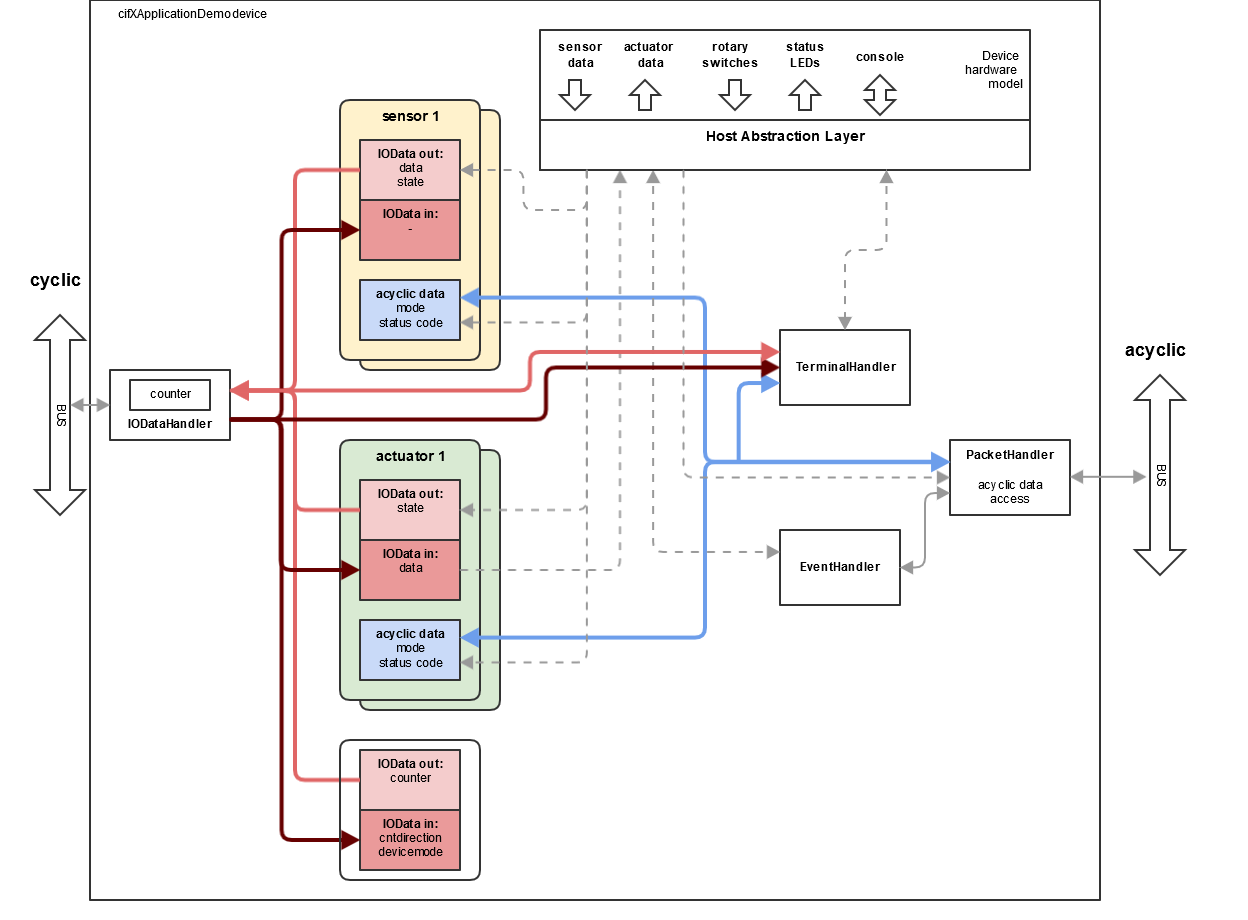 cifXApplicationDemo device
sensor
data
actuator
data
rotary
switches
status
LEDs
console
Device
hardware
model
Host Abstraction Layer
sensor 1
IOData out:
data
state
IOData in:
-
acyclic data
mode
status code
cyclic
BUS
counter
IODataHandler
TerminalHandler
acyclic
BUS
PacketHandler
acyclic data
access
EventHandler
actuator 1
IOData out:
state
IOData in:
data
acyclic data
mode
status code
IOData out:
counter
IOData in:
cntdirection
devicemode